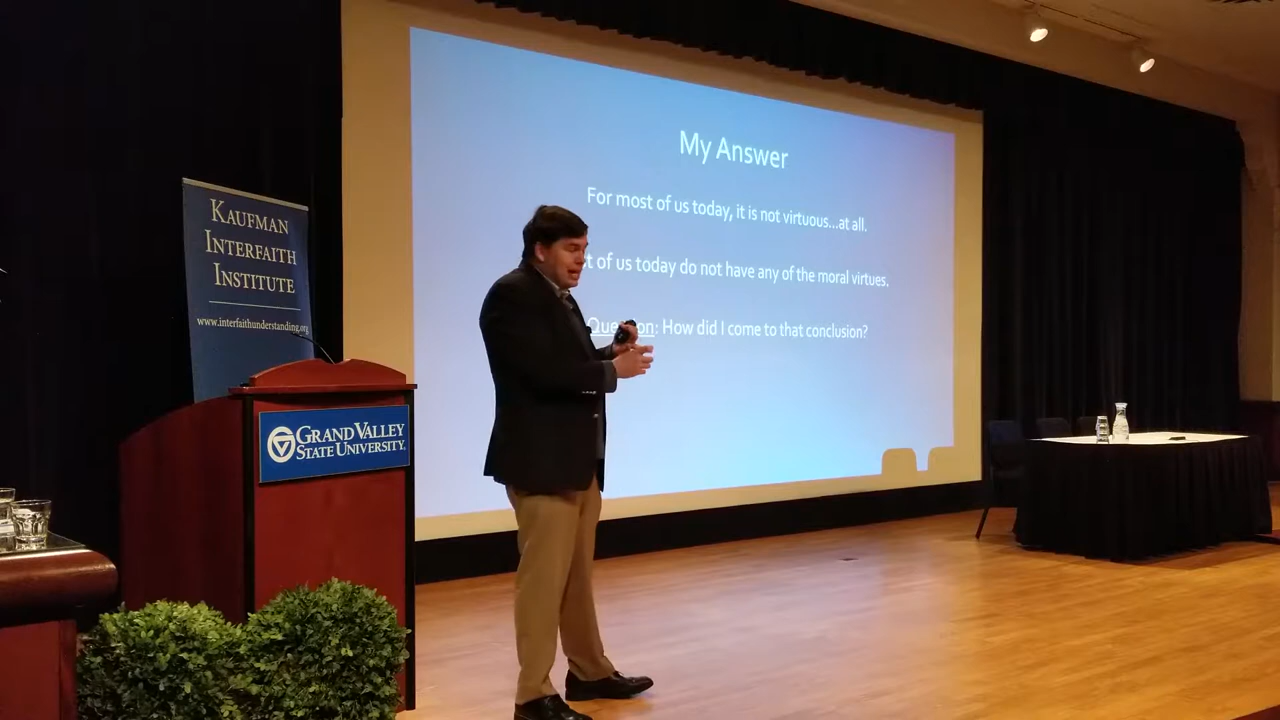 My Answer
For most of us today, it is not virtuous...at all.
t of us today do not have any of the moral virtues.
Question: How did I come to that conclusion?
KAUFMAN
INTERFAITH
INSTITUTE
www.interfaithunderstanding.org
GRAND VALLEY
STATE UNIVERSITY.